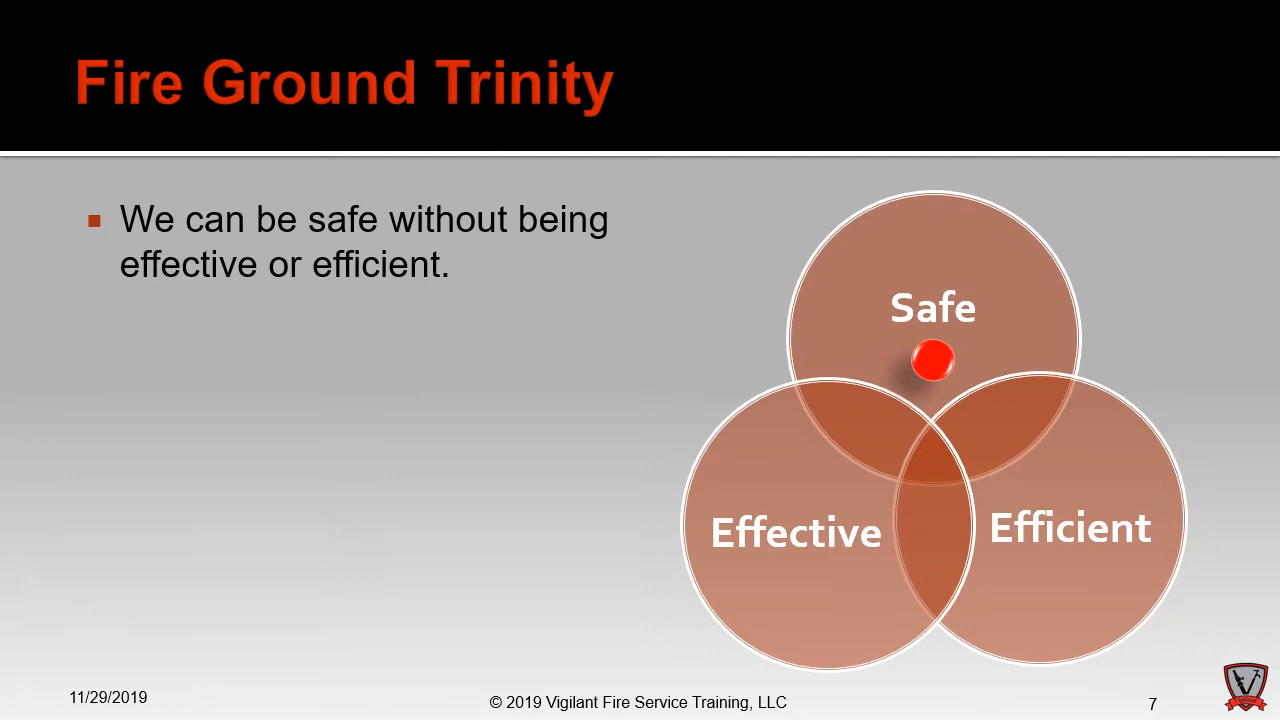 Fire Ground Trinity
We can be safe without being
effective or efficient.
Safe
Effective
Efficient
11/29/2019
© 2019 Vigilant Fire Service Training, LLC
7
Vigilant